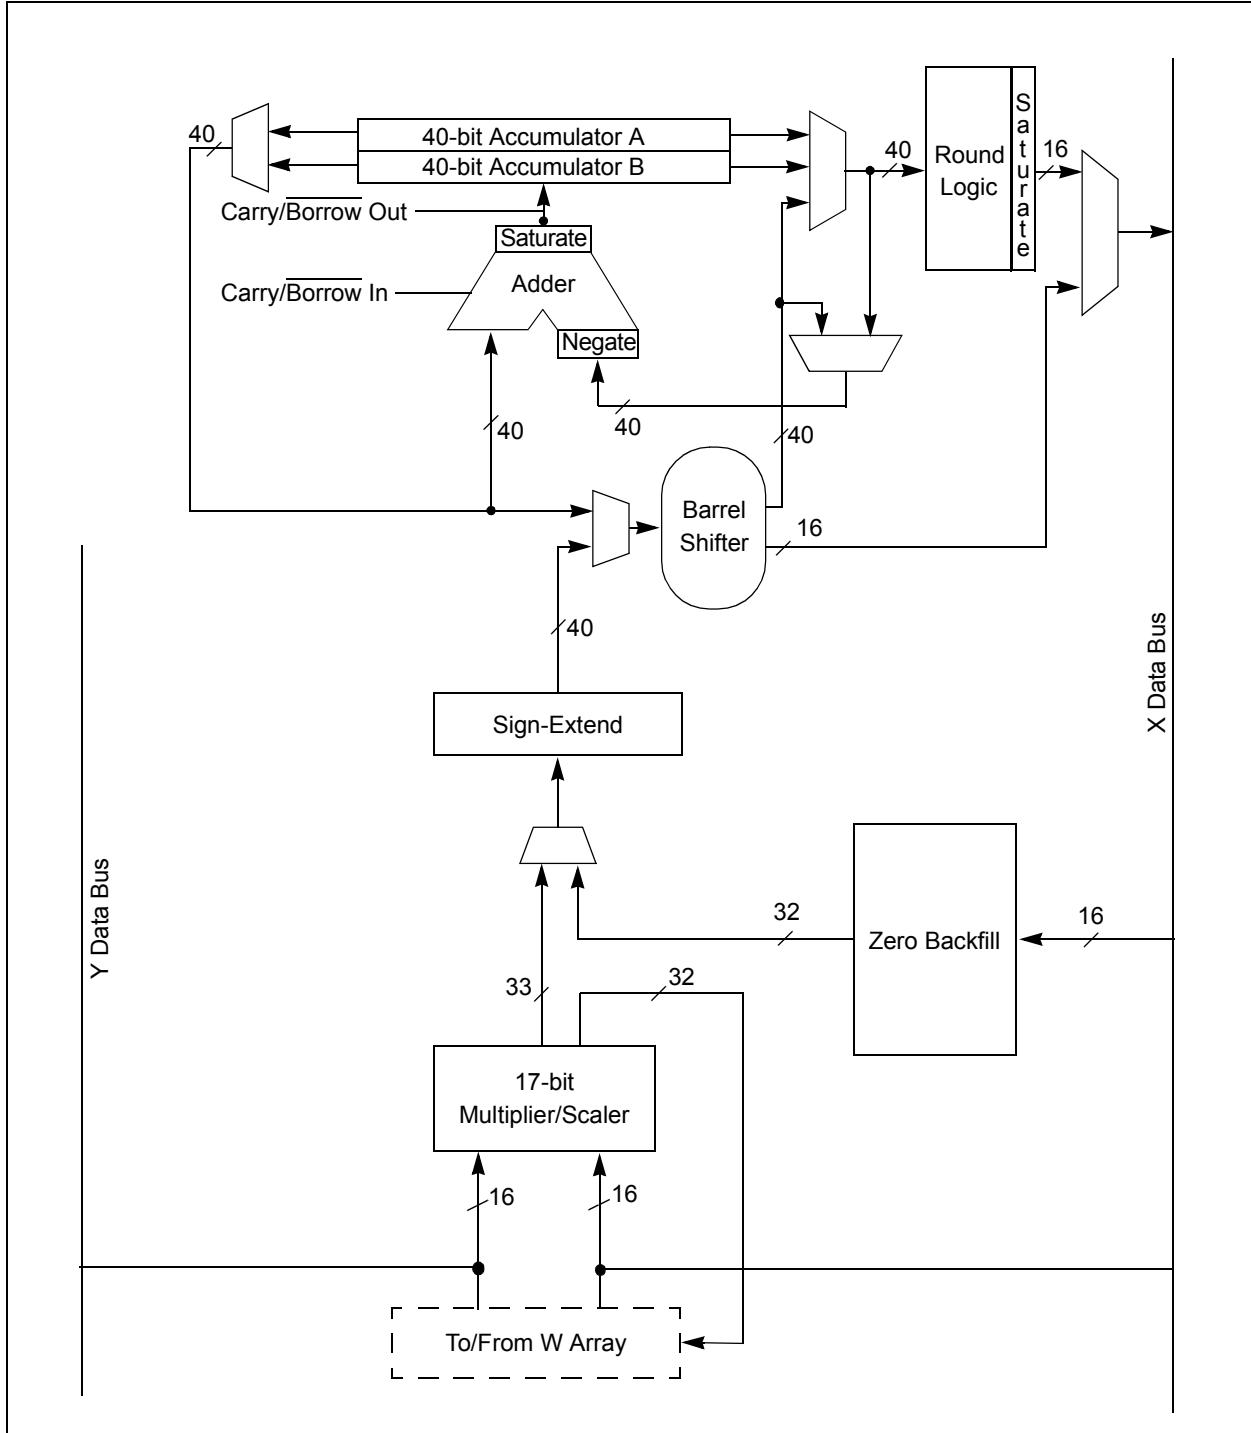 40
40-bit Accumulator A
40-bit Accumulator B
Carry/Borrow Out
Saturate
Carry/Borrow In
Adder
Negate
40
Round
Logic
Saturate
16
40
40
40
Barrel
Shifter
16
40
Sign-Extend
X Data Bus
Y Data Bus
32
Zero Backfill
16
33
32
17-bit
Multiplier/Scaler
16
16
To/From W Array